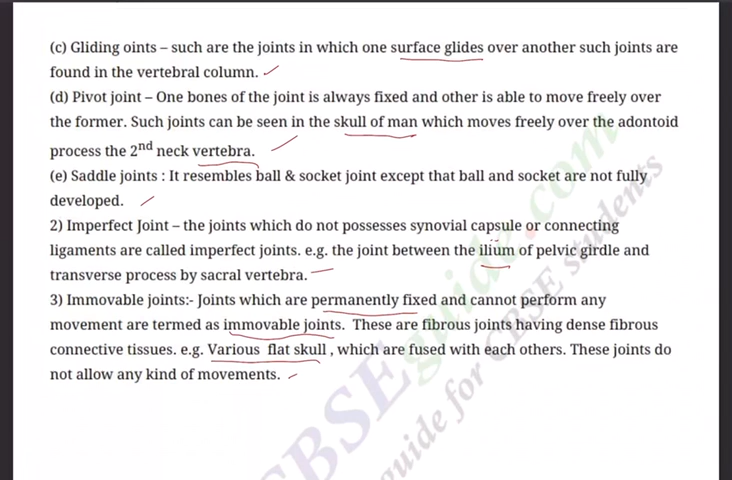 (c) Gliding oints – such are the joints in which one surface glides over another such joints are
found in the vertebral column.
(d) Pivot joint – One bones of the joint is always fixed and other is able to move freely over
the former. Such joints can be seen in the skull of man which moves freely over the adontoid
process the 2nd neck vertebra.
(e) Saddle joints : It resembles ball & socket joint except that ball and socket are not fully
developed.
2) Imperfect Joint – the joints which do not possesses synovial capsule or connecting
ligaments are called imperfect joints. e.g. the joint between the ilium of pelvic girdle and
transverse process by sacral vertebra.
3) Immovable joints:- Joints which are permanently fixed and cannot perform any
movement are termed as immovable joints. These are fibrous joints having dense fibrous
connective tissues. e.g. Various flat skull , which are fused with each others. These joints do
not allow any kind of movements.
CBSEguide.com
guide for CBSE students